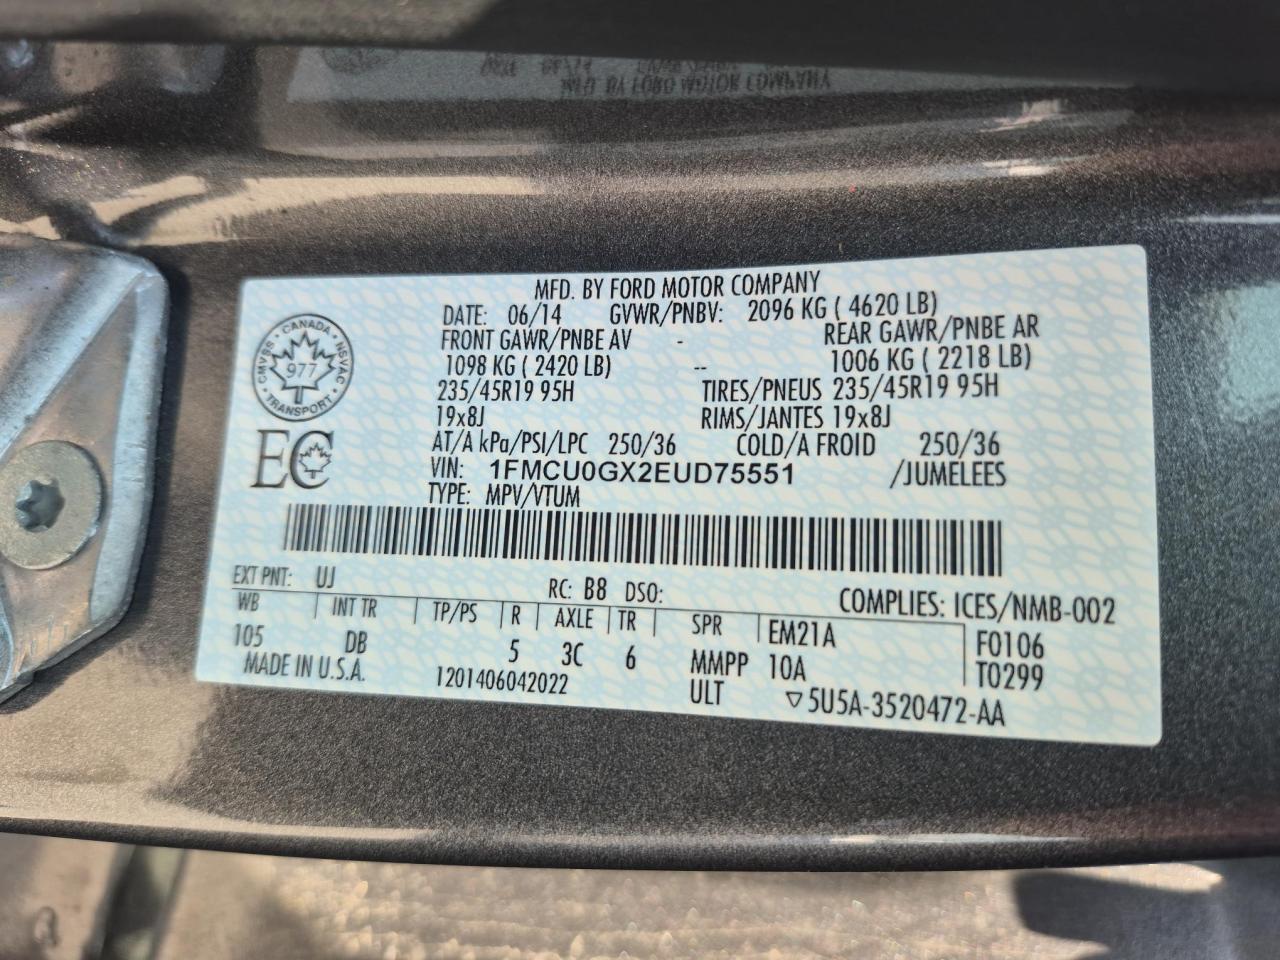 MFD. BY FORD MOTOR COMPANY
DATE: 06/14 GVWR/PNBV: 2096 KG ( 4620 LB)
FRONT GAWR/PNBE AV - REAR GAWR/PNBE AR
1098 KG ( 2420 LB) -- 1006 KG ( 2218 LB)
235/45R19 95H TIRES/PNEUS 235/45R19 95H
19x8J RIMS/JANTES 19x8J
AT/A kPa/PSI/LPC 250/36 COLD/A FROID 250/36
VIN: 1FMCU0GX2EUD75551 /JUMELEES
TYPE: MPV/VTUM
CANADA
CMVSS • NSVAC
977
TRANSPORT
EC
EXT PNT: UJ RC: B8 DSO:
COMPLIES: ICES/NMB-002
WB INT TR TP/PS R AXLE TR SPR EM21A F0106
105 DB 5 3C 6 MMPP 10A T0299
MADE IN U.S.A. 1201406042022 ULT ▽5U5A-3520472-AA
MFD. BY FORD MOTOR COMPANY